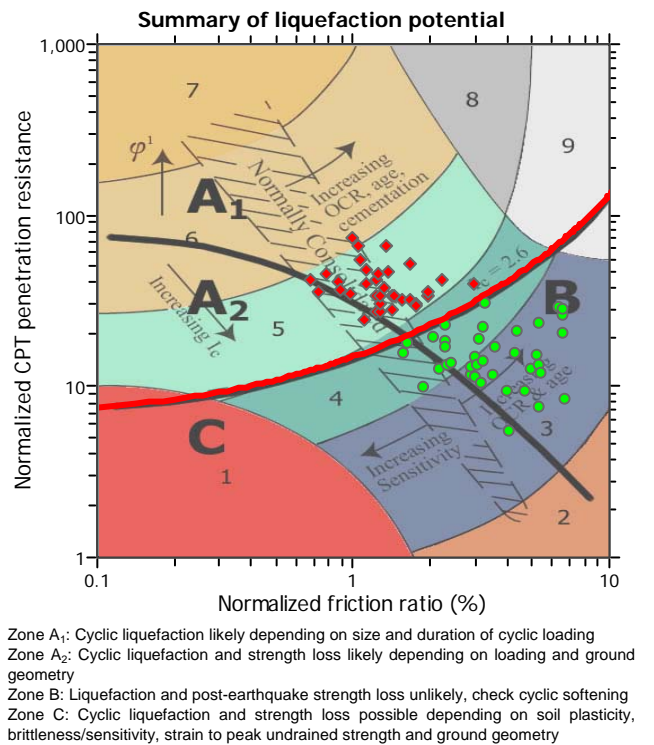 Summary of liquefaction potential
Normalized CPT penetration resistance
1,000
100
10
1
7
8
9
φ¹
A₁
Normally Consolidated
Increasing
OCR, age,
cementation
6
A₂
Increasing Ic
5
Ic = 2.6
B
4
C
1
Increasing
OCR & age
3
Increasing
Sensitivity
2
0.1
1
10
Normalized friction ratio (%)
Zone A₁: Cyclic liquefaction likely depending on size and duration of cyclic loading
Zone A₂: Cyclic liquefaction and strength loss likely depending on loading and ground
geometry
Zone B: Liquefaction and post-earthquake strength loss unlikely, check cyclic softening
Zone C: Cyclic liquefaction and strength loss possible depending on soil plasticity,
brittleness/sensitivity, strain to peak undrained strength and ground geometry